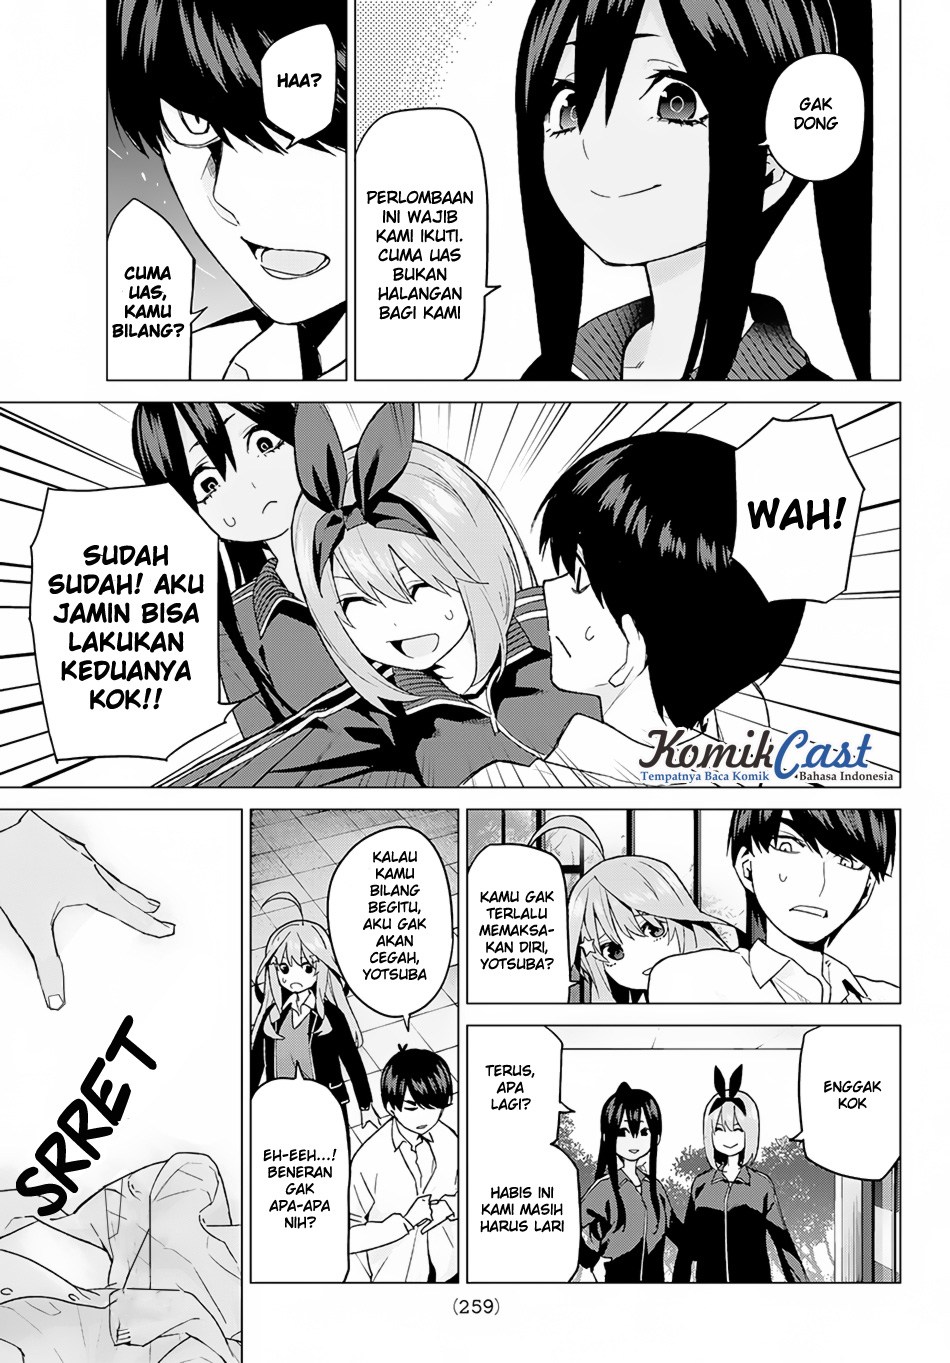 GAK
DONG
PERLOMBAAN
INI WAJIB
KAMI IKUTI.
CUMA UAS
BUKAN
HALANGAN
BAGI KAMI
HAA?
CUMA
UAS,
KAMU
BILANG?
WAH!
SUDAH
SUDAH! AKU
JAMIN BISA
LAKUKAN
KEDUANYA
KOK!!
KomikCast
Tempatnya Baca Komik Bahasa Indonesia
KAMU GAK
TERLALU
MEMAKSA-
KAN DIRI,
YOTSUBA?
ENGGAK
KOK
TERUS,
APA
LAGI?
HABIS INI
KAMI MASIH
HARUS LARI
KALAU
KAMU
BILANG
BEGITU,
AKU GAK
AKAN
CEGAH,
YOTSUBA
EH-EEH...!
BENERAN
GAK
APA-APA
NIH?
SRRET
(259)